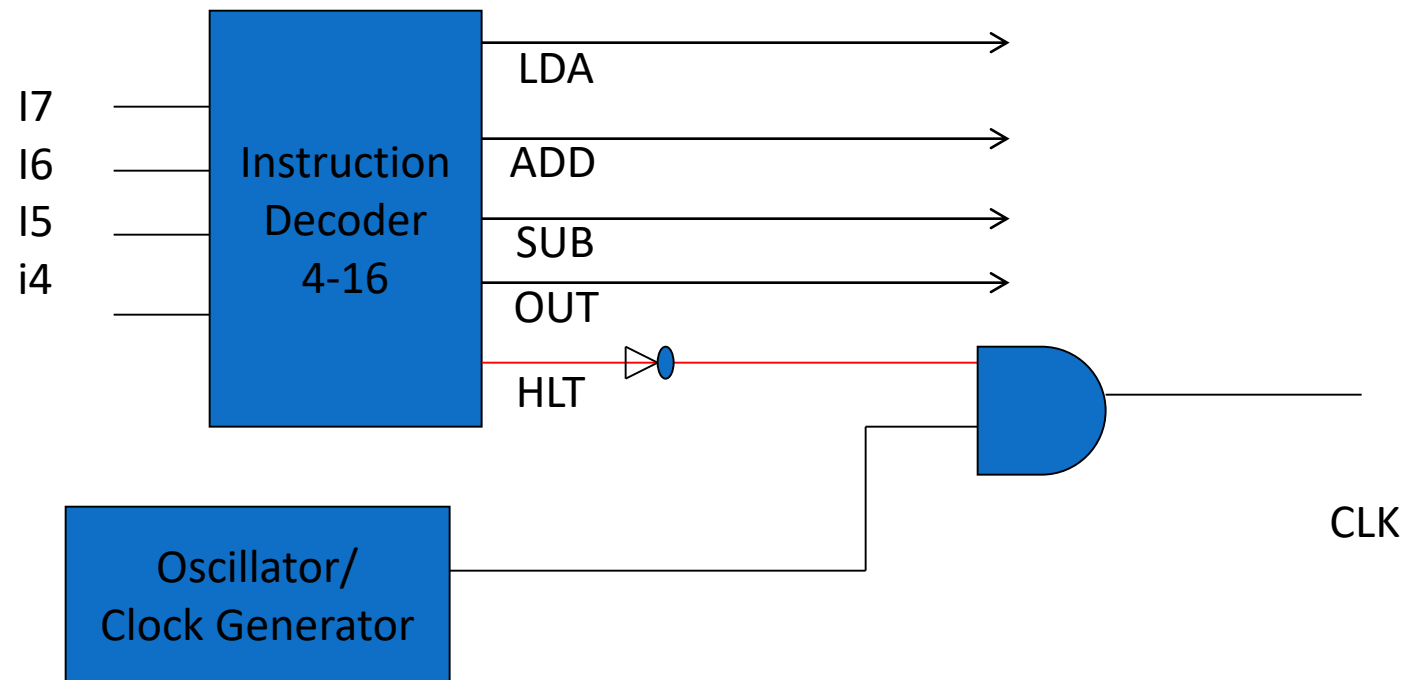 I7
I6
I5
i4
Instruction
Decoder
4-16
LDA
ADD
SUB
OUT
HLT
CLK
Oscillator/
Clock Generator